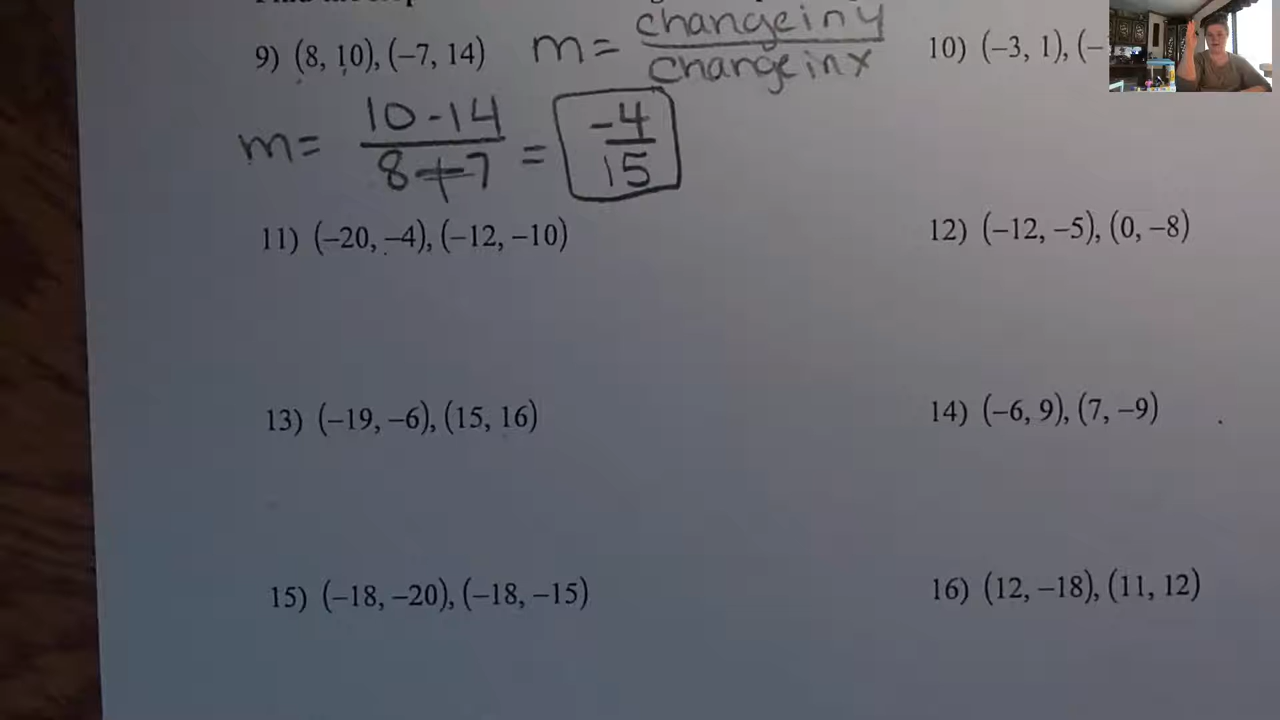 9) (8, 10), (−7, 14) m = change in y / change in x
10) (−3, 1), (−
m = 10 - 14 / 8 + 7 = -4 / 15
11) (−20, −4), (−12, −10)
12) (−12, −5), (0, −8)
13) (−19, −6), (15, 16)
14) (−6, 9), (7, −9)
15) (−18, −20), (−18, −15)
16) (12, −18), (11, 12)